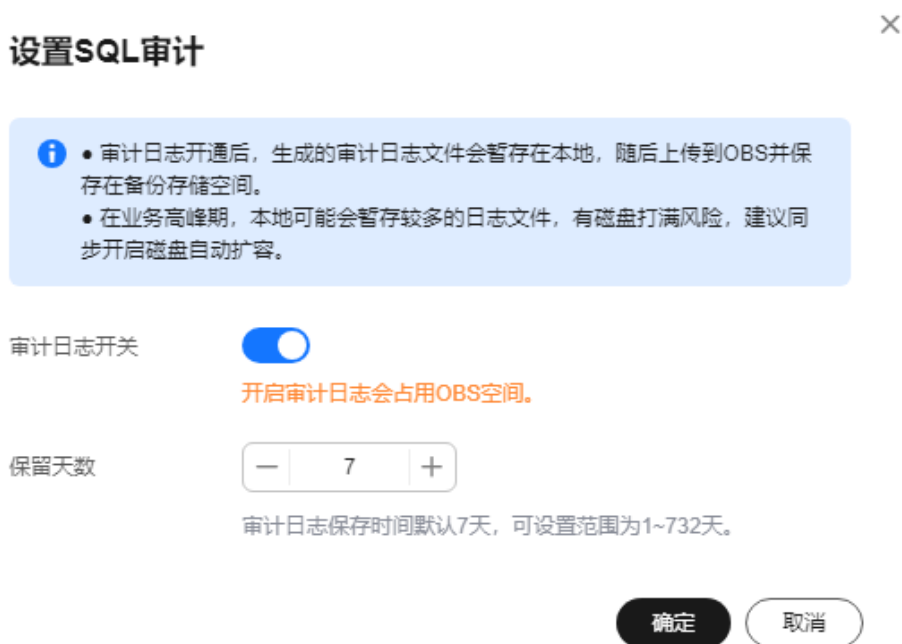 设置SQL审计
● 审计日志开通后，生成的审计日志文件会暂存在本地，随后上传到OBS并保
存在备份存储空间。
● 在业务高峰期，本地可能会暂存较多的日志文件，有磁盘打满风险，建议同
步开启磁盘自动扩容。
审计日志开关
开启审计日志会占用OBS空间。
保留天数
7
审计日志保存时间默认7天，可设置范围为1~732天。
确定 取消